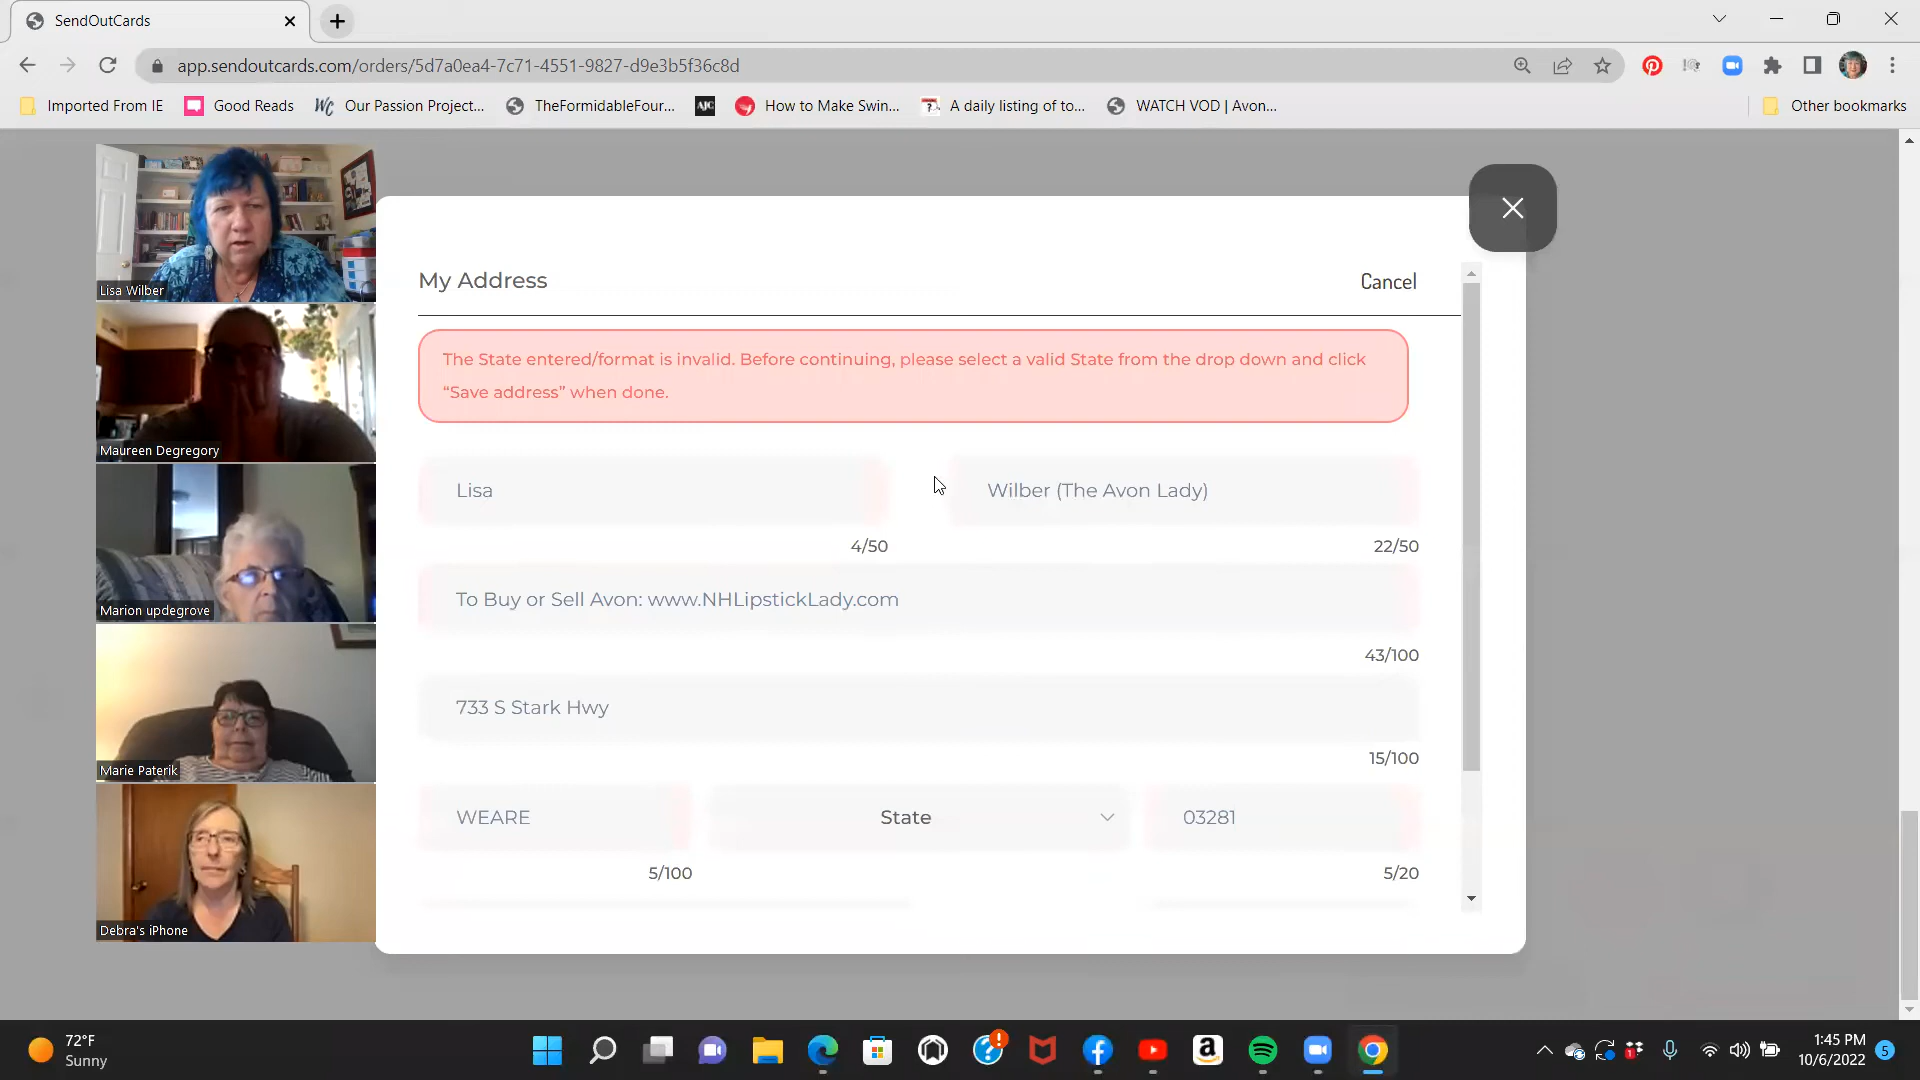 SendOutCards
app.sendoutcards.com/orders/5d7a0ea4-7c71-4551-9827-d9e3b5f36c8d
Imported From IE
Good Reads
Our Passion Project...
TheFormidableFour...
AJC
How to Make Swin...
A daily listing of to...
WATCH VOD | Avon...
Other bookmarks
Lisa Wilber
Maureen Degregory
Marion updegrove
Marie Paterik
Debra's iPhone
My Address
Cancel
The State entered/format is invalid. Before continuing, please select a valid State from the drop down and click
“Save address” when done.
Lisa
Wilber (The Avon Lady)
4/50
22/50
To Buy or Sell Avon: www.NHLipstickLady.com
43/100
733 S Stark Hwy
15/100
WEARE
State
03281
5/100
5/20
72°F
Sunny
1:45 PM
10/6/2022
5